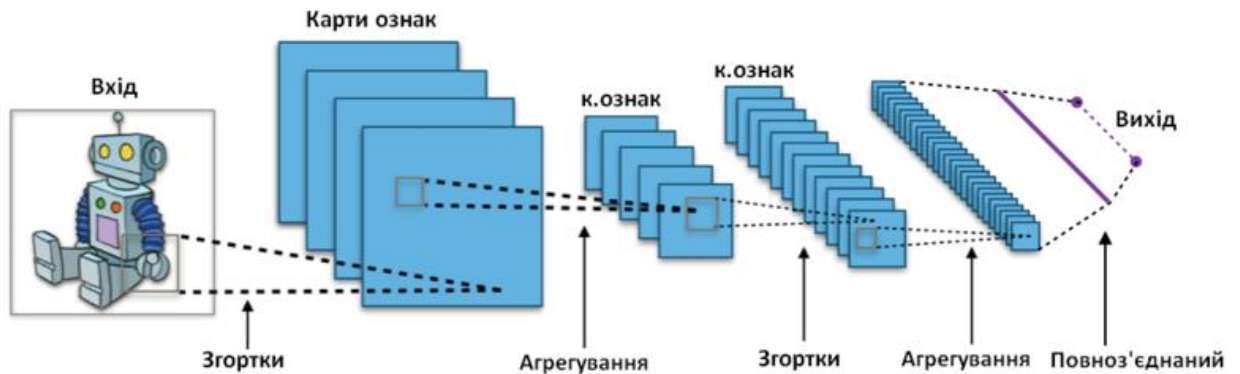 Карти ознак
Вхід
к.ознак
к.ознак
Вихід
Згортки
Агрегування
Згортки
Агрегування
Повноз'єднаний